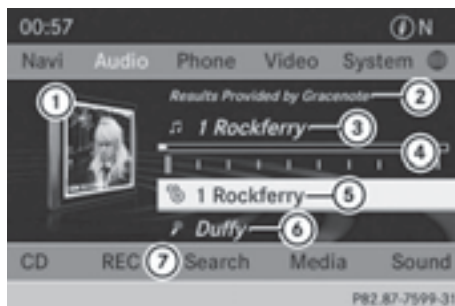 00:57 N
Navi Audio Phone Video System
1
Results Provided by Gracenote 2
1 Rockferry 3
4
1 Rockferry 5
Duffy 6
CD REC 7 Search Media Sound
P82.87-7599-31